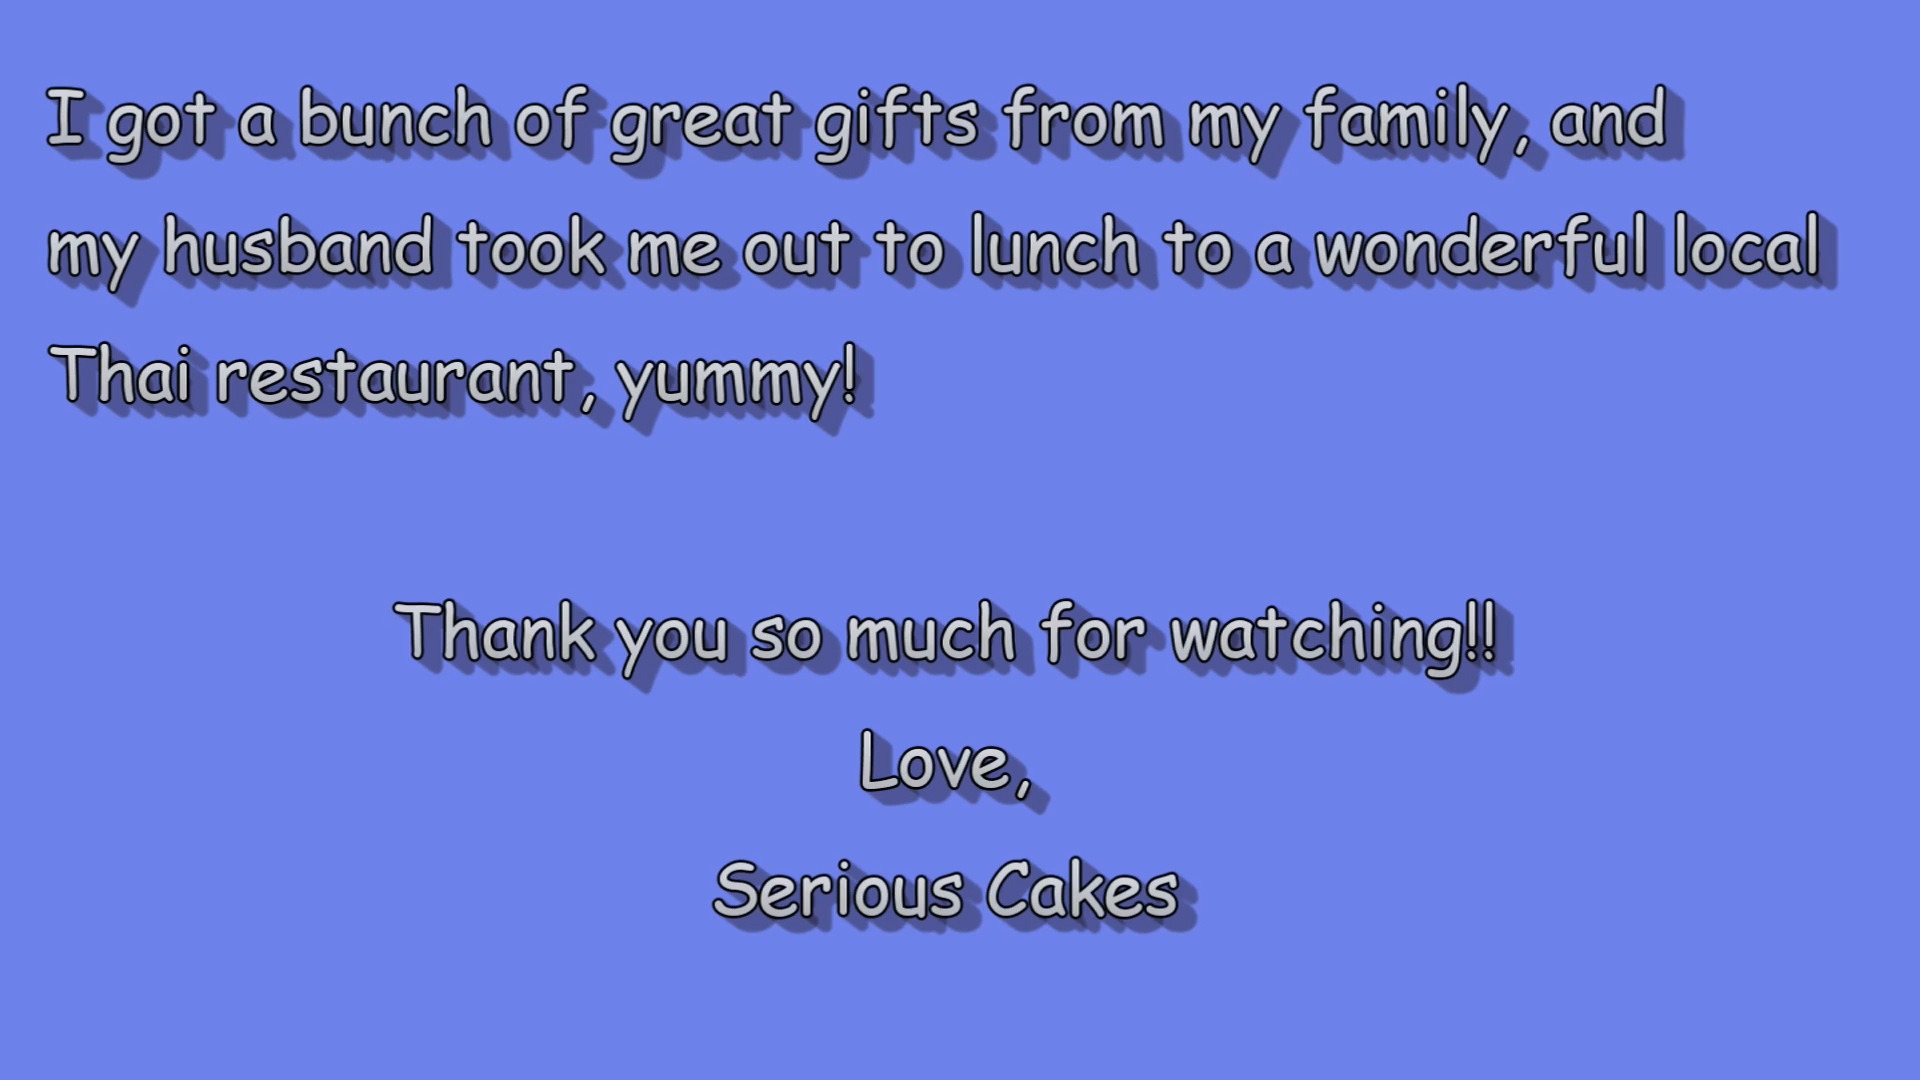 I got a bunch of great gifts from my family, and
my husband took me out to lunch to a wonderful local
Thai restaurant, yummy!
Thank you so much for watching!!
Love,
Serious Cakes